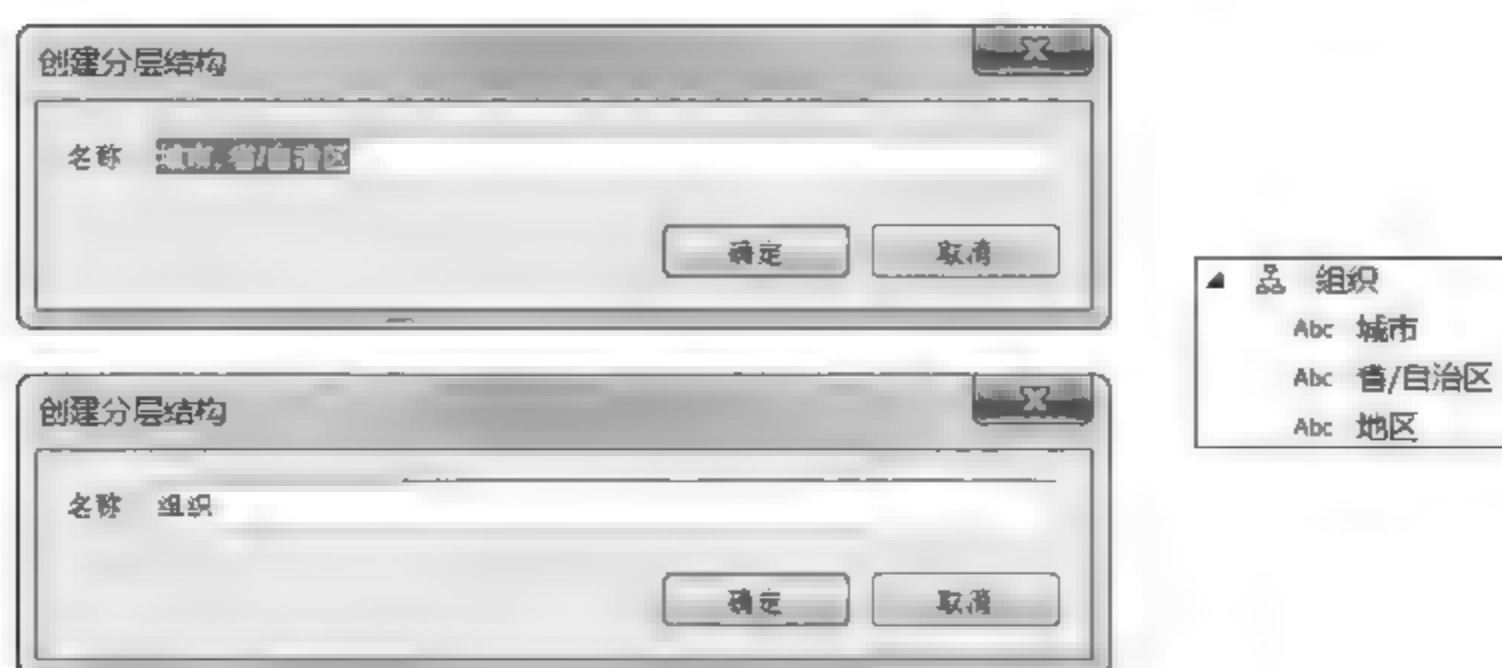 创建分层结构
名称 城市, 省/自治区
确定 取消
创建分层结构
名称 组织
确定 取消
组织
Abc 城市
Abc 省/自治区
Abc 地区